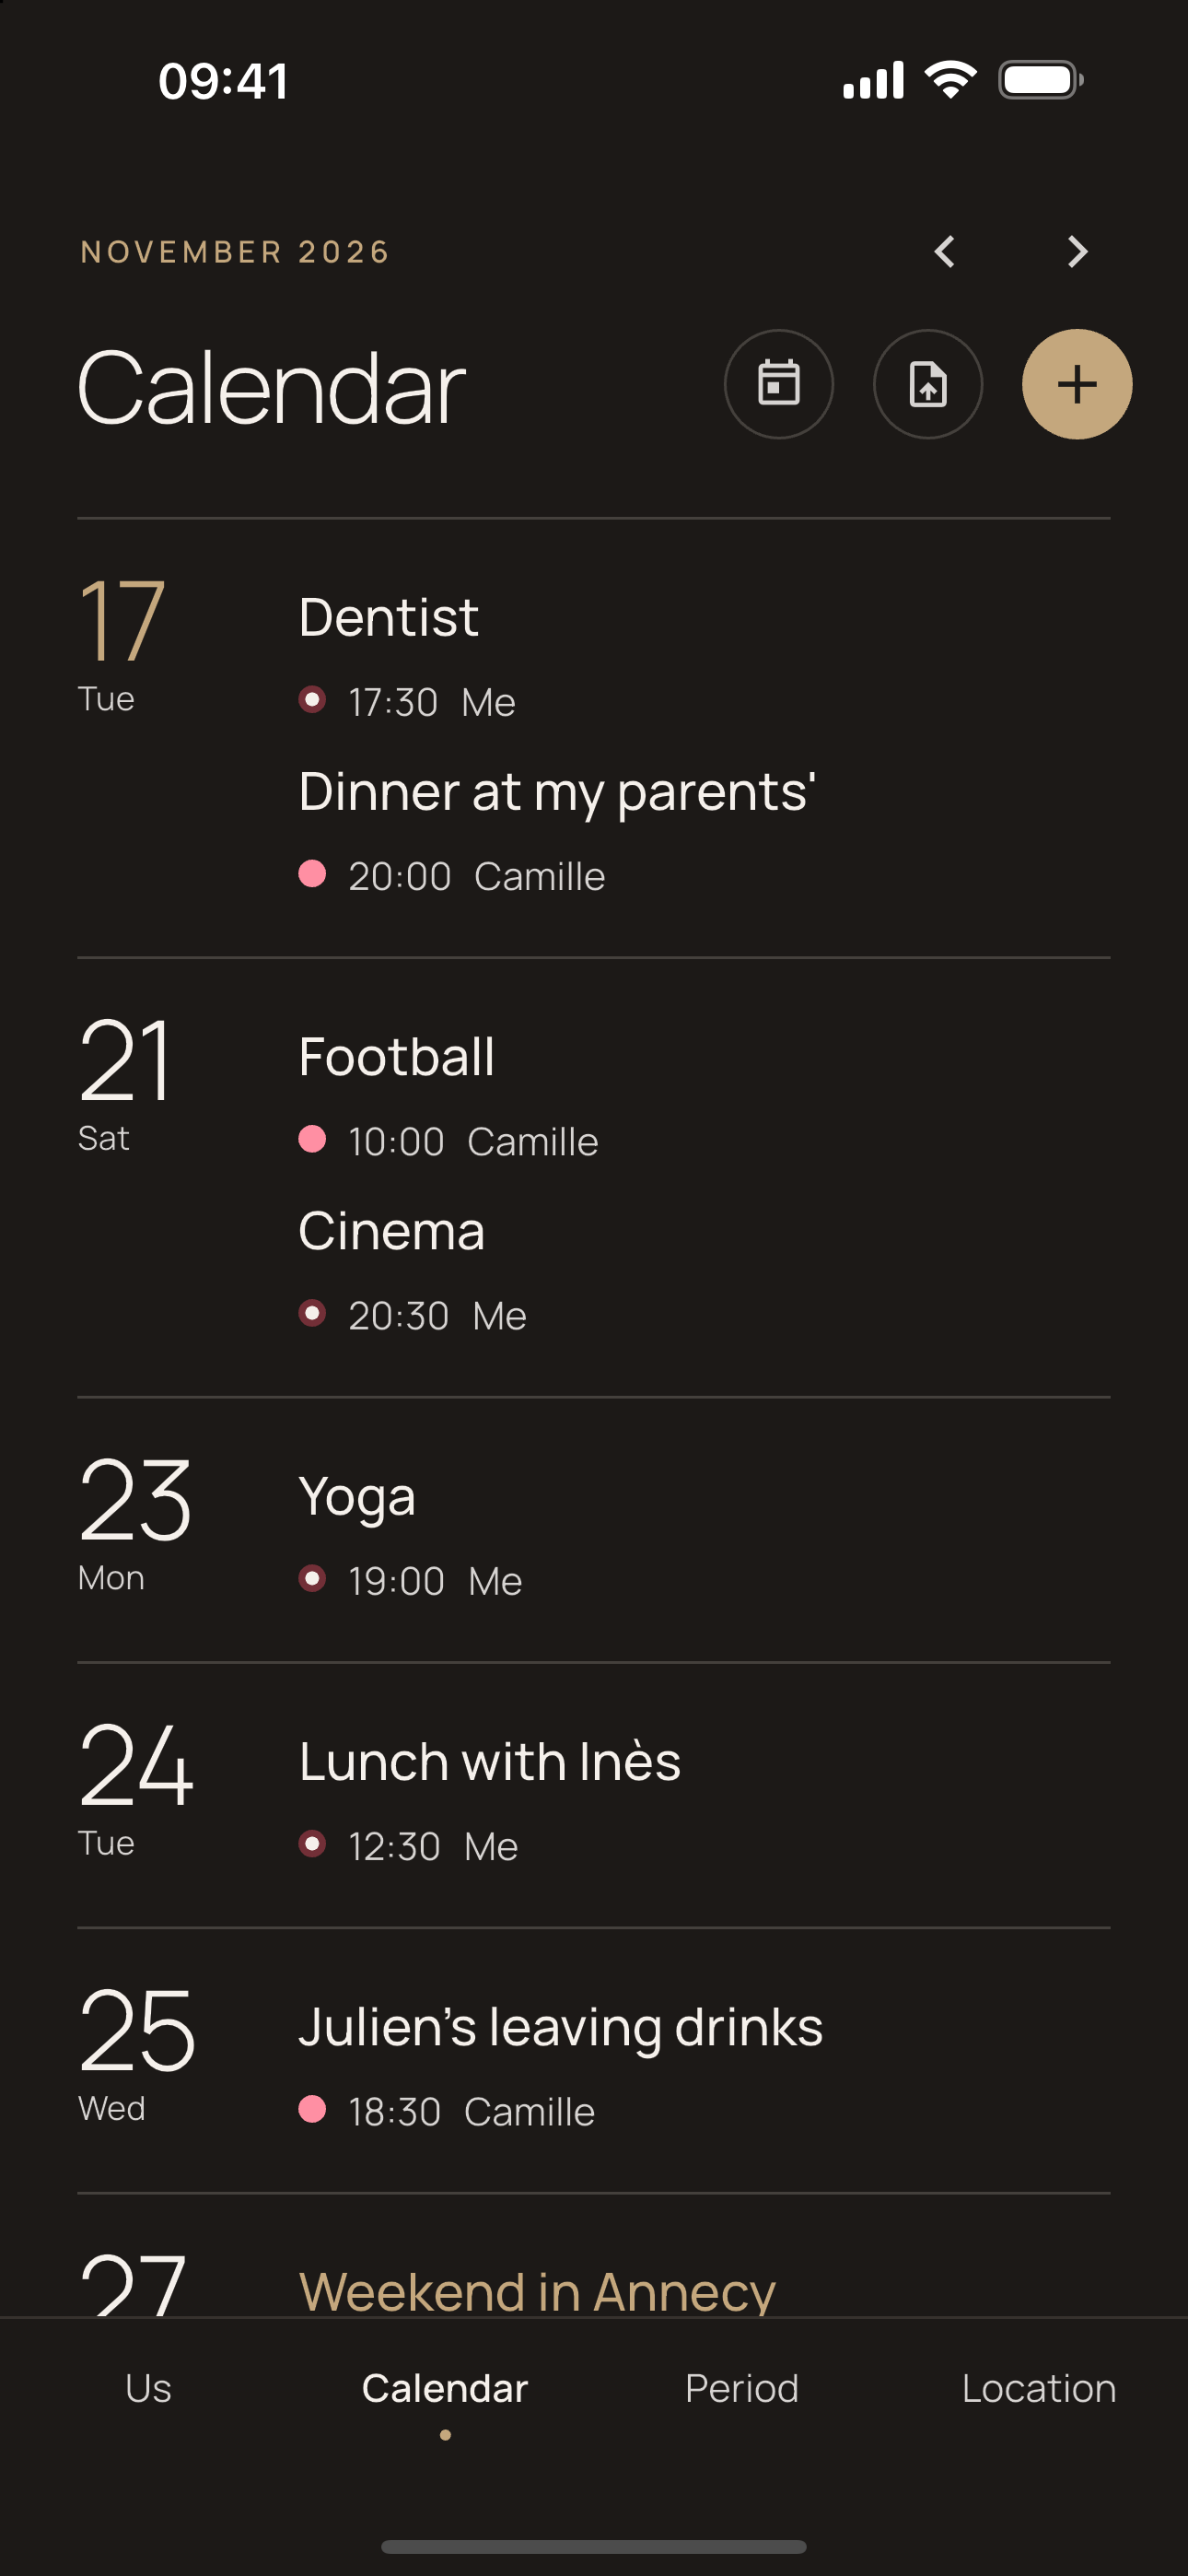 09:41
NOVEMBER 2026
Calendar
17
Tue
Dentist
17:30 Me
Dinner at my parents'
20:00 Camille
21
Sat
Football
10:00 Camille
Cinema
20:30 Me
23
Mon
Yoga
19:00 Me
24
Tue
Lunch with Inès
12:30 Me
25
Wed
Julien’s leaving drinks
18:30 Camille
27
Weekend in Annecy
Us
Calendar
Period
Location